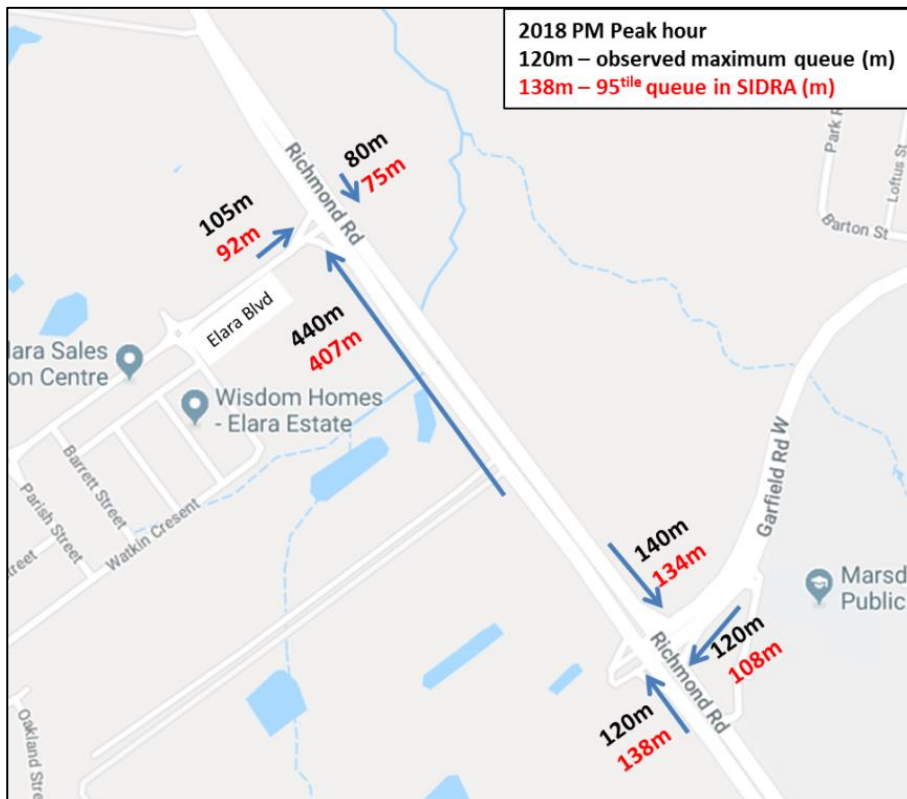 2018 PM Peak hour
120m – observed maximum queue (m)
138m – 95tile queue in SIDRA (m)
Park R
Loftus St
Barton St
Richmond Rd
80m
75m
105m
92m
Elara Blvd
440m
407m
lara Sales
on Centre
Wisdom Homes
- Elara Estate
Barrett Street
Parish Street
Watkin Cresent
treet
Garfield Rd W
140m
134m
Marsd
Public
120m
108m
Richmond Rd
120m
138m
Oakland Stre